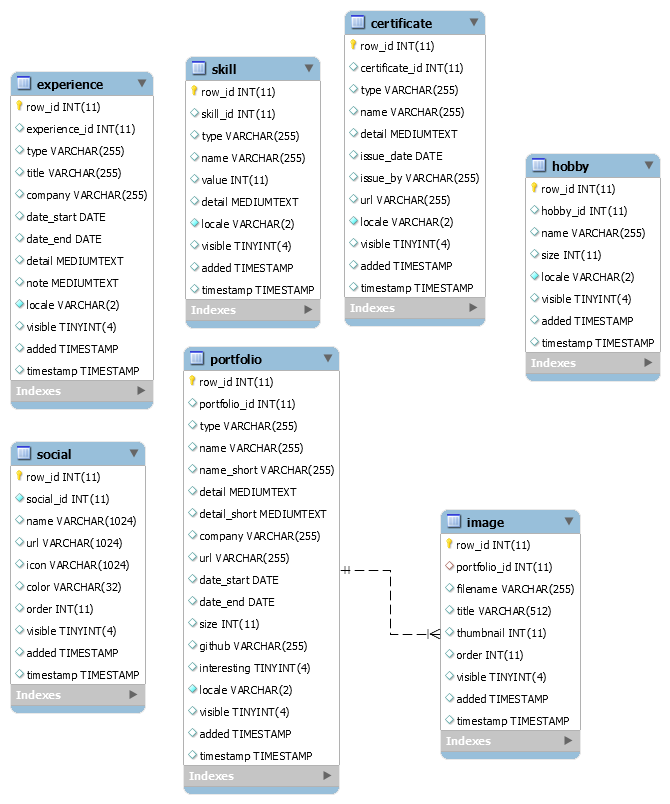 experience
row_id INT(11)
experience_id INT(11)
type VARCHAR(255)
title VARCHAR(255)
company VARCHAR(255)
date_start DATE
date_end DATE
detail MEDIUMTEXT
note MEDIUMTEXT
locale VARCHAR(2)
visible TINYINT(4)
added TIMESTAMP
timestamp TIMESTAMP
Indexes
skill
row_id INT(11)
skill_id INT(11)
type VARCHAR(255)
name VARCHAR(255)
value INT(11)
detail MEDIUMTEXT
locale VARCHAR(2)
visible TINYINT(4)
added TIMESTAMP
timestamp TIMESTAMP
Indexes
certificate
row_id INT(11)
certificate_id INT(11)
type VARCHAR(255)
name VARCHAR(255)
detail MEDIUMTEXT
issue_date DATE
issue_by VARCHAR(255)
url VARCHAR(255)
locale VARCHAR(2)
visible TINYINT(4)
added TIMESTAMP
timestamp TIMESTAMP
Indexes
hobby
row_id INT(11)
hobby_id INT(11)
name VARCHAR(255)
size INT(11)
locale VARCHAR(2)
visible TINYINT(4)
added TIMESTAMP
timestamp TIMESTAMP
Indexes
social
row_id INT(11)
social_id INT(11)
name VARCHAR(1024)
url VARCHAR(1024)
icon VARCHAR(1024)
color VARCHAR(32)
order INT(11)
visible TINYINT(4)
added TIMESTAMP
timestamp TIMESTAMP
Indexes
portfolio
row_id INT(11)
portfolio_id INT(11)
type VARCHAR(255)
name VARCHAR(255)
name_short VARCHAR(255)
detail MEDIUMTEXT
detail_short MEDIUMTEXT
company VARCHAR(255)
url VARCHAR(255)
date_start DATE
date_end DATE
size INT(11)
github VARCHAR(255)
interesting TINYINT(4)
locale VARCHAR(2)
visible TINYINT(4)
added TIMESTAMP
timestamp TIMESTAMP
Indexes
image
row_id INT(11)
portfolio_id INT(11)
filename VARCHAR(255)
title VARCHAR(512)
thumbnail INT(11)
order INT(11)
visible TINYINT(4)
added TIMESTAMP
timestamp TIMESTAMP
Indexes